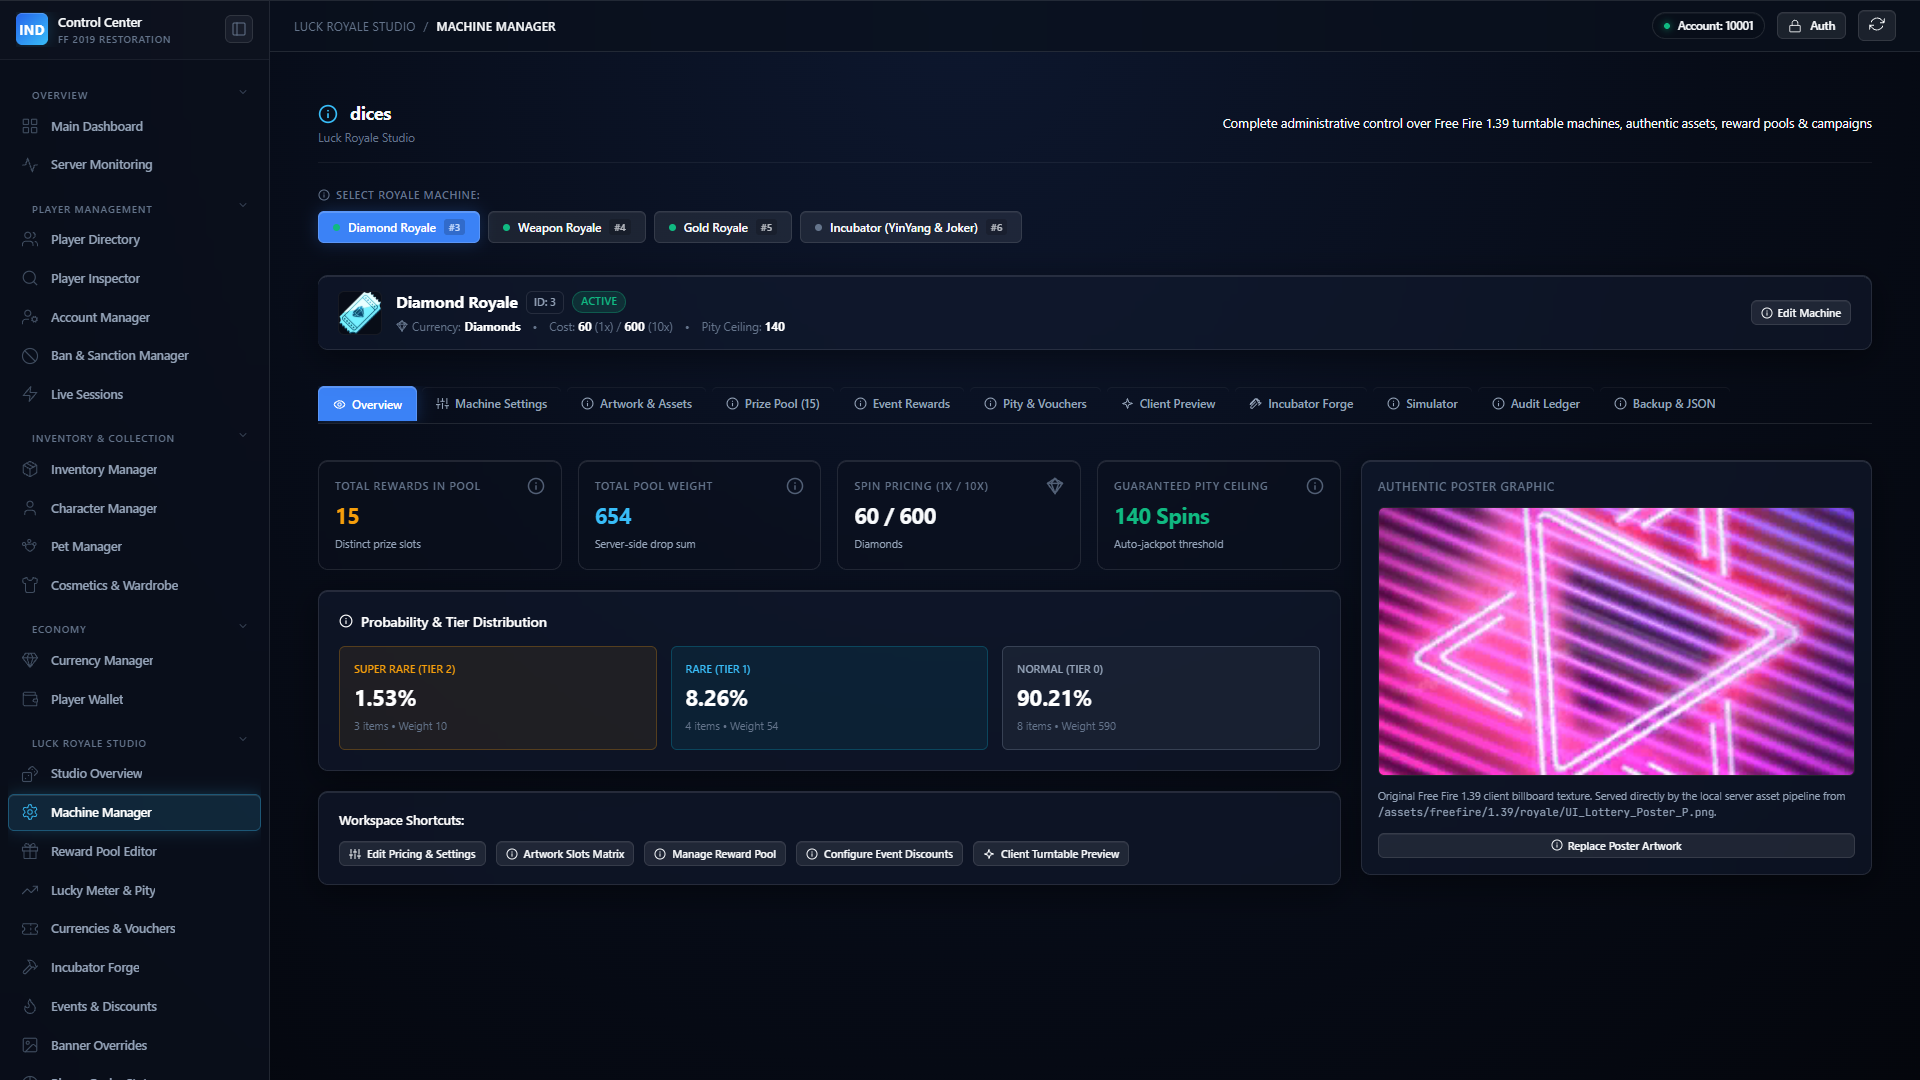 IND
Control Center
FF 2019 RESTORATION
LUCK ROYALE STUDIO / MACHINE MANAGER
Account: 10001
Auth
OVERVIEW
Main Dashboard
Server Monitoring
PLAYER MANAGEMENT
Player Directory
Player Inspector
Account Manager
Ban & Sanction Manager
Live Sessions
INVENTORY & COLLECTION
Inventory Manager
Character Manager
Pet Manager
Cosmetics & Wardrobe
ECONOMY
Currency Manager
Player Wallet
LUCK ROYALE STUDIO
Studio Overview
Machine Manager
Reward Pool Editor
Lucky Meter & Pity
Currencies & Vouchers
Incubator Forge
Events & Discounts
Banner Overrides
dices
Luck Royale Studio
Complete administrative control over Free Fire 1.39 turntable machines, authentic assets, reward pools & campaigns
SELECT ROYALE MACHINE:
Diamond Royale #3
Weapon Royale #4
Gold Royale #5
Incubator (YinYang & Joker) #6
Diamond Royale ID: 3 ACTIVE
Currency: Diamonds • Cost: 60 (1x) / 600 (10x) • Pity Ceiling: 140
Edit Machine
Overview
Machine Settings
Artwork & Assets
Prize Pool (15)
Event Rewards
Pity & Vouchers
Client Preview
Incubator Forge
Simulator
Audit Ledger
Backup & JSON
TOTAL REWARDS IN POOL
15
Distinct prize slots
TOTAL POOL WEIGHT
654
Server-side drop sum
SPIN PRICING (1X / 10X)
60 / 600
Diamonds
GUARANTEED PITY CEILING
140 Spins
Auto-jackpot threshold
Probability & Tier Distribution
SUPER RARE (TIER 2)
1.53%
3 items • Weight 10
RARE (TIER 1)
8.26%
4 items • Weight 54
NORMAL (TIER 0)
90.21%
8 items • Weight 590
Workspace Shortcuts:
Edit Pricing & Settings
Artwork Slots Matrix
Manage Reward Pool
Configure Event Discounts
Client Turntable Preview
AUTHENTIC POSTER GRAPHIC
Original Free Fire 1.39 client billboard texture. Served directly by the local server asset pipeline from
/assets/freefire/1.39/royale/UI_Lottery_Poster_P.png.
Replace Poster Artwork